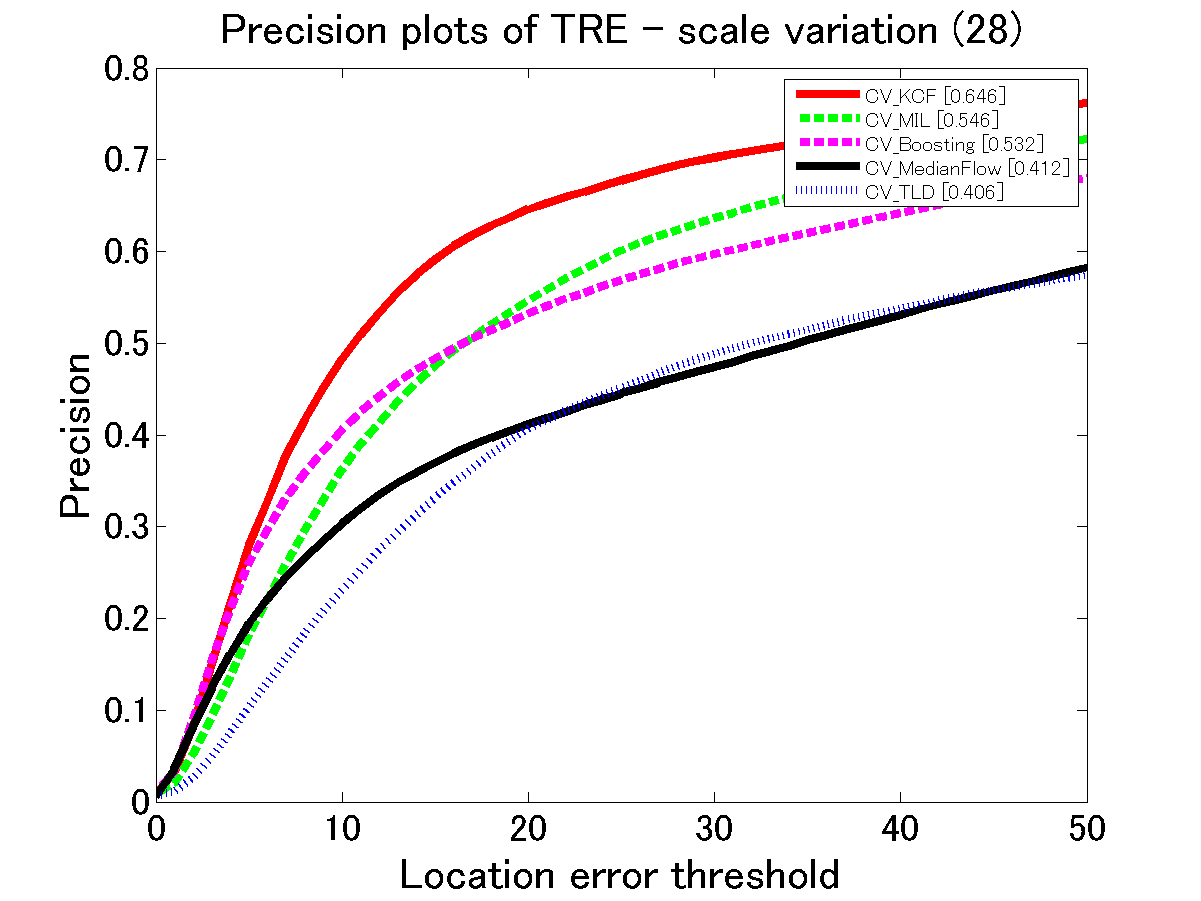 Precision plots of TRE - scale variation (28)
0.8
0.7
0.6
0.5
0.4
0.3
0.2
0.1
0
Precision
CV_KCF [0.646]
CV_MIL [0.546]
CV_Boosting [0.532]
CV_MedianFlow [0.412]
CV_TLD [0.406]
0 10 20 30 40 50
Location error threshold